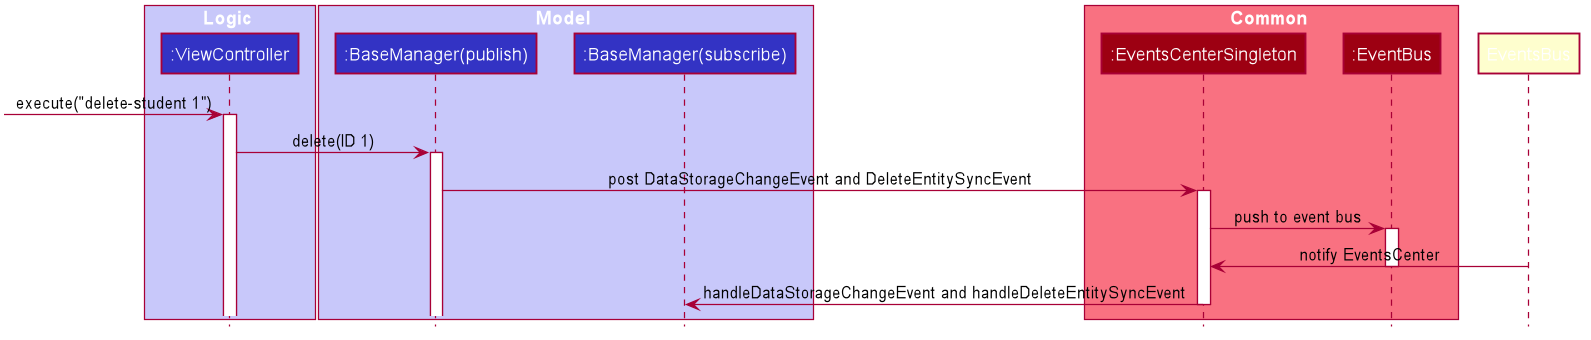 Logic
Model
Common
:ViewController
:BaseManager(publish)
:BaseManager(subscribe)
:EventsCenterSingleton
:EventBus
EventsBus
execute("delete-student 1")
delete(ID 1)
post DataStorageChangeEvent and DeleteEntitySyncEvent
push to event bus
notify EventsCenter
handleDataStorageChangeEvent and handleDeleteEntitySyncEvent